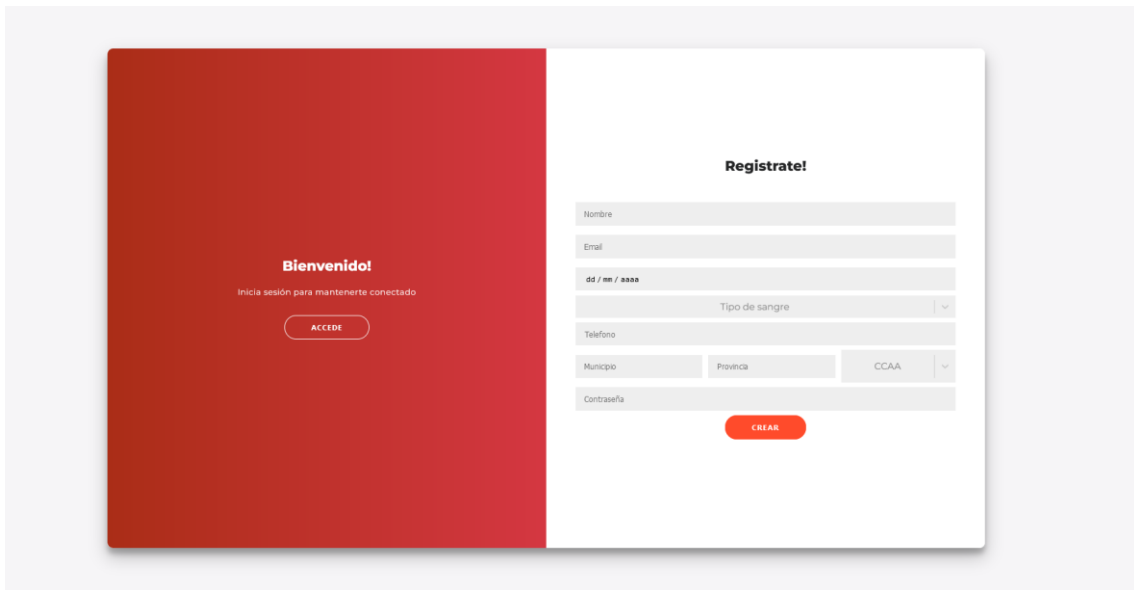 Bienvenido!
Inicia sesión para mantenerte conectado
ACCEDE
Registrate!
Nombre
Email
dd / mm / aaaa
Tipo de sangre
Telefono
Municipio Provincia CCAA
Contraseña
CREAR